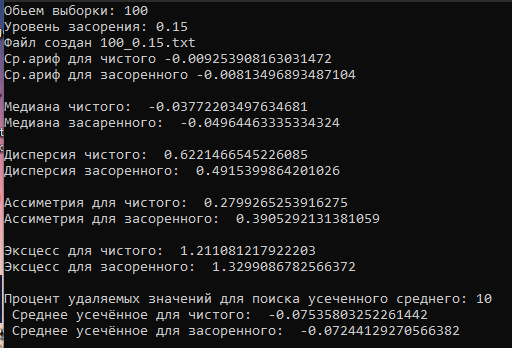 Обьем выборки: 100
Уровень засорения: 0.15
Файл создан 100_0.15.txt
Ср.ариф для чистого -0.009253908163031472
Ср.ариф для засоренного -0.00813496893487104
Медиана чистого:  -0.03772203497634681
Медиана засаренного:  -0.04964463335334324
Дисперсия чистого:  0.6221466545226085
Дисперсия засоренного:  0.4915399864201026
Ассиметрия для чистого:  0.2799265253916275
Ассиметрия для засоренного:  0.3905292131381059
Эксцесс для чистого:  1.211081217922203
Эксцесс для засоренного:  1.3299086782566372
Процент удаляемых значений для поиска усеченного среднего: 10
Среднее усечённое для чистого:  -0.07535803252261442
Среднее усечённое для засоренного:  -0.07244129270566382